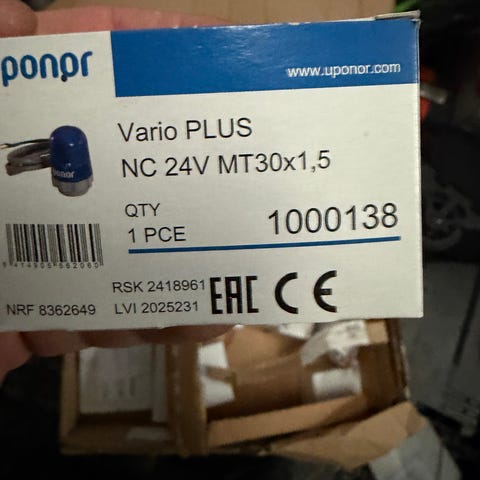 uponor
www.uponor.com
uponor
Vario PLUS
NC 24V MT30x1,5
QTY
1 PCE
1000138
RSK 2418961
NRF 8362649
LVI 2025231
EAC CE